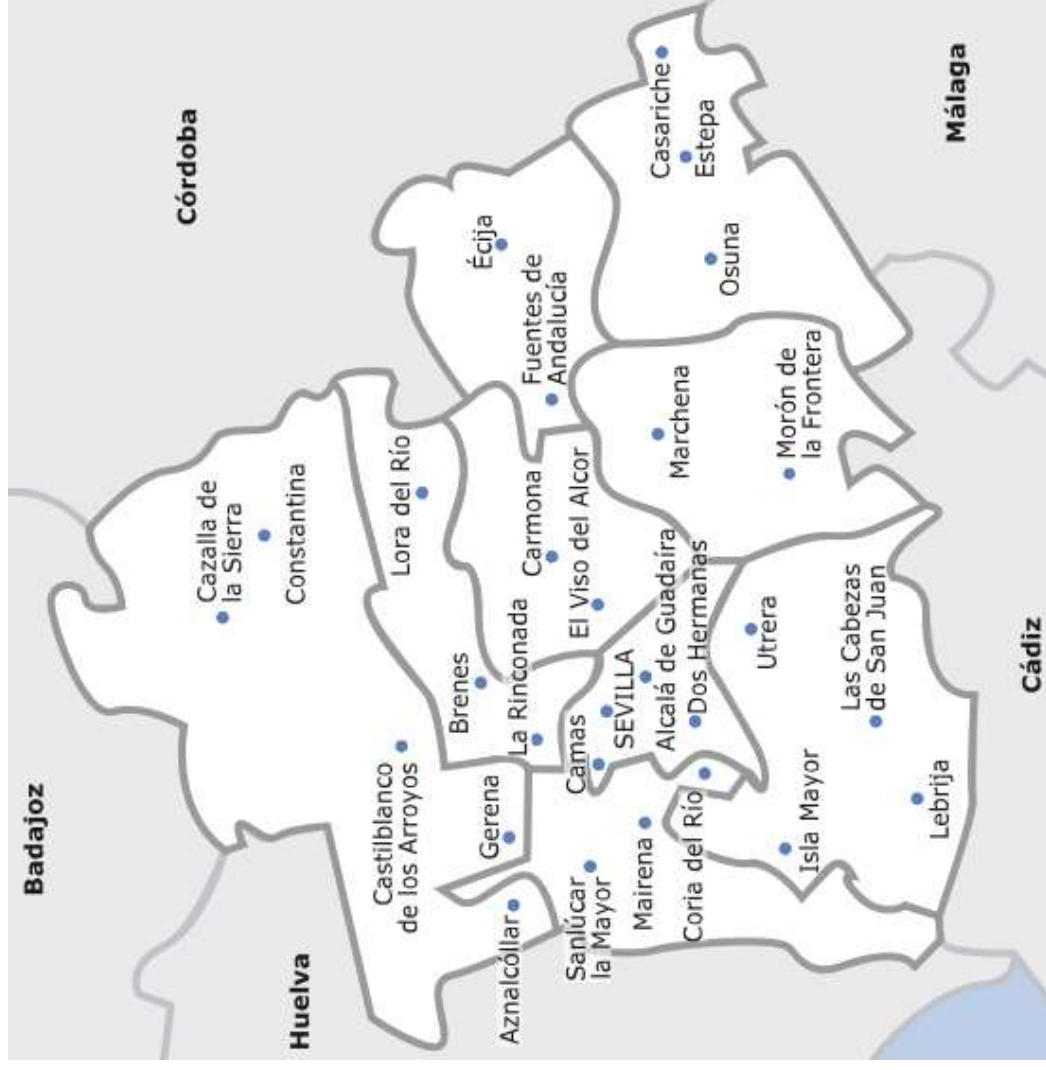 Badajoz
Córdoba
Cazalla de
la Sierra
Huelva
Constantina
Castilblanco
de los Arroyos
Lora del Río
Brenes
Écija
Gerena
Aznalcóllar
La Rinconada
Carmona
Fuentes de
Andalucía
Sanlúcar
la Mayor
Camas
El Viso del Alcor
SEVILLA
Mairena
Alcalá de Guadaíra
Casariche
Marchena
Coria del Río
Dos Hermanas
Estepa
Osuna
Utrera
Morón de
la Frontera
Isla Mayor
Las Cabezas
de San Juan
Lebrija
Málaga
Cádiz